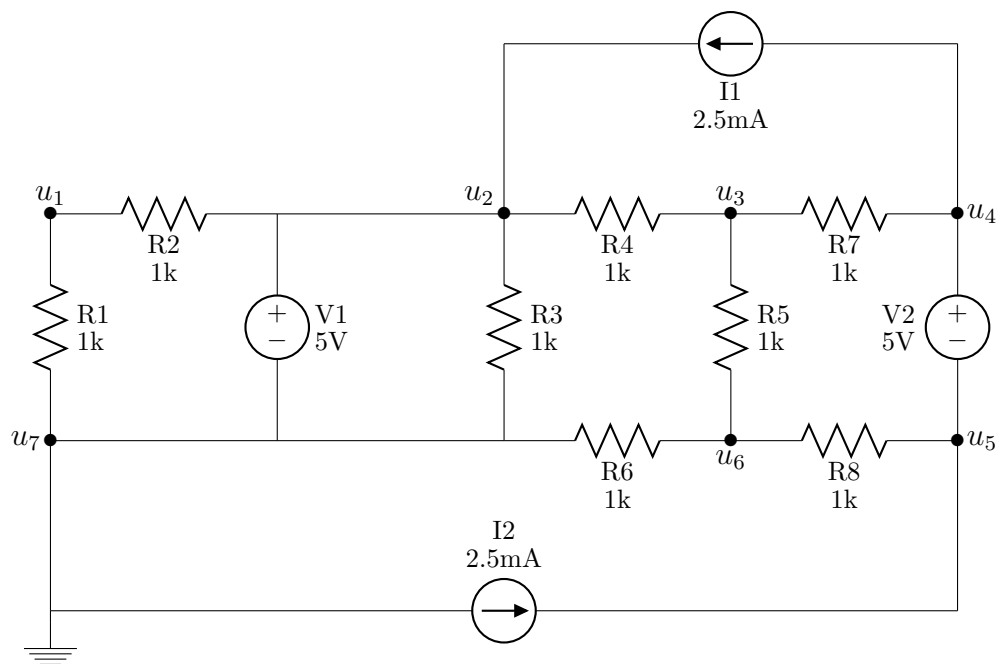 I1
2.5mA
u1
u2
u3
u4
R2
1k
R4
1k
R7
1k
R1
1k
+
−
V1
5V
R3
1k
R5
1k
V2
5V
+
−
u7
u6
u5
R6
1k
R8
1k
I2
2.5mA